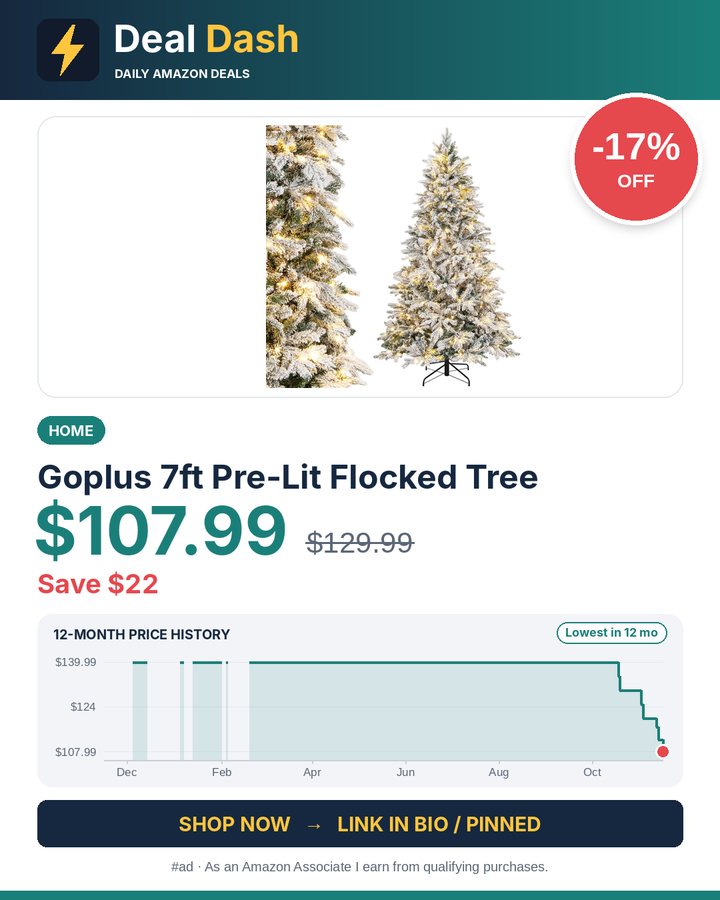 Deal Dash
DAILY AMAZON DEALS
-17%
OFF
HOME
Goplus 7ft Pre-Lit Flocked Tree
$107.99 $129.99
Save $22
12-MONTH PRICE HISTORY
Lowest in 12 mo
$139.99
$124
$107.99
Dec Feb Apr Jun Aug Oct
SHOP NOW → LINK IN BIO / PINNED
#ad · As an Amazon Associate I earn from qualifying purchases.